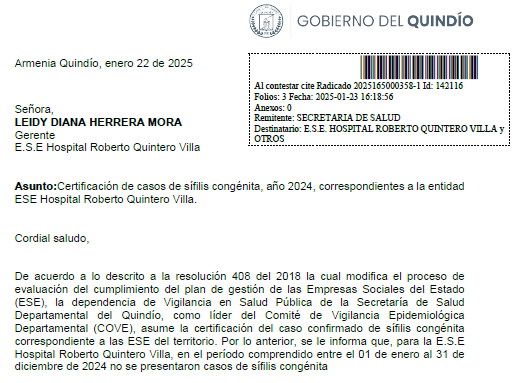 GOBIERNO DEL QUINDÍO
Armenia Quindío, enero 22 de 2025
Al contestar cite Radicado 2025165000358-1 Id: 142116
Folios: 3 Fecha: 2025-01-23 16:18:56
Anexos: 0
Remitente: SECRETARIA DE SALUD
Destinatario: E.S.E. HOSPITAL ROBERTO QUINTERO VILLA y
OTROS
Señora,
LEIDY DIANA HERRERA MORA
Gerente
E.S.E Hospital Roberto Quintero Villa
Asunto:Certificación de casos de sífilis congénita, año 2024, correspondientes a la entidad
ESE Hospital Roberto Quintero Villa.
Cordial saludo,
De acuerdo a lo descrito a la resolución 408 del 2018 la cual modifica el proceso de
evaluación del cumplimiento del plan de gestión de las Empresas Sociales del Estado
(ESE), la dependencia de Vigilancia en Salud Pública de la Secretaría de Salud
Departamental del Quindío, como líder del Comité de Vigilancia Epidemiológica
Departamental (COVE), asume la certificación del caso confirmado de sífilis congénita
correspondiente a las ESE del territorio. Por lo anterior, se le informa que, para la E.S.E
Hospital Roberto Quintero Villa, en el período comprendido entre el 01 de enero al 31 de
diciembre de 2024 no se presentaron casos de sífilis congénita